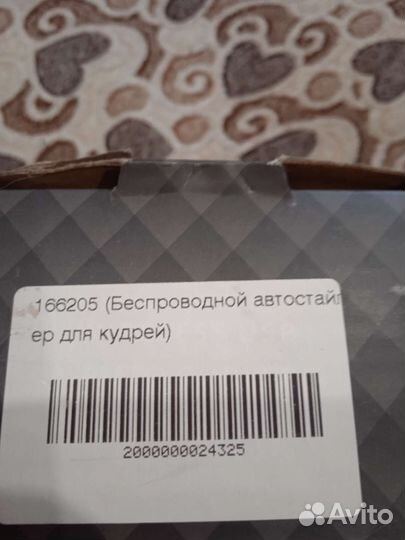 166205 (Беспроводной автостайл
ер для кудрей)
2000000024325
Avito